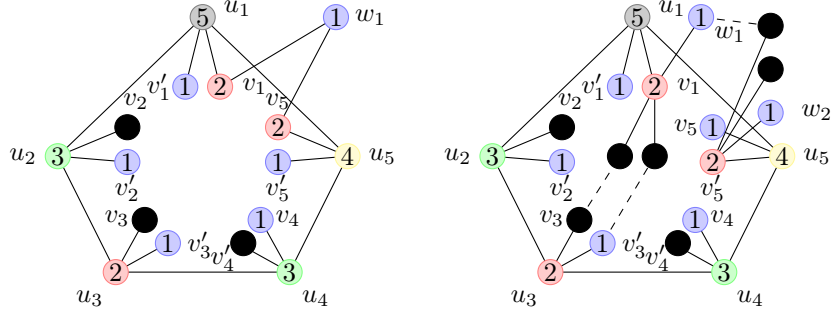 5 u₁ 1 w₁
v₁′ 1 2 v₁
v₂ v₅
2
u₂ 3 1 v₂′ 1 v₅′ 4 u₅
v₃ 1 v₄
1 v₃′ v₄′
2 3
u₃ u₄
5 u₁ 1 w₁
v₁′ 1 2 v₁
v₂ 1 w₂
v₅ 1
u₂ 3 1 v₂′ 2 v₅′ 4 u₅
v₃ 1 v₄
1 v₃′ v₄′
2 3
u₃ u₄